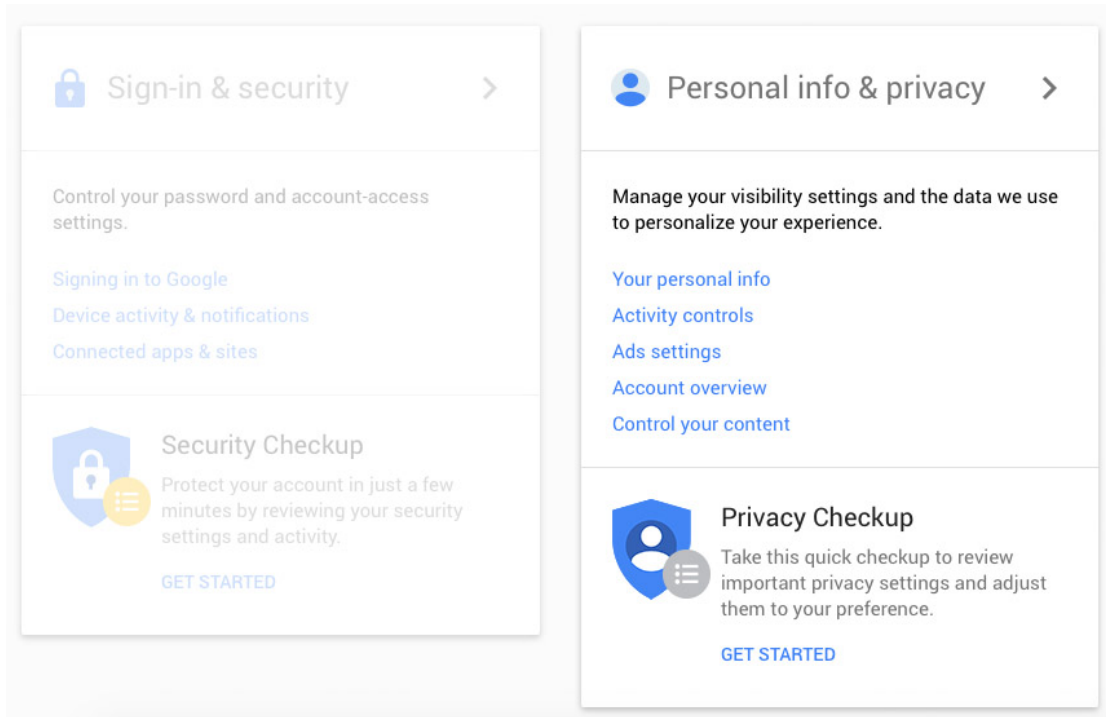 Sign-in & security
Control your password and account-access
settings.
Signing in to Google
Device activity & notifications
Connected apps & sites
Security Checkup
Protect your account in just a few
minutes by reviewing your security
settings and activity.
GET STARTED
Personal info & privacy
Manage your visibility settings and the data we use
to personalize your experience.
Your personal info
Activity controls
Ads settings
Account overview
Control your content
Privacy Checkup
Take this quick checkup to review
important privacy settings and adjust
them to your preference.
GET STARTED